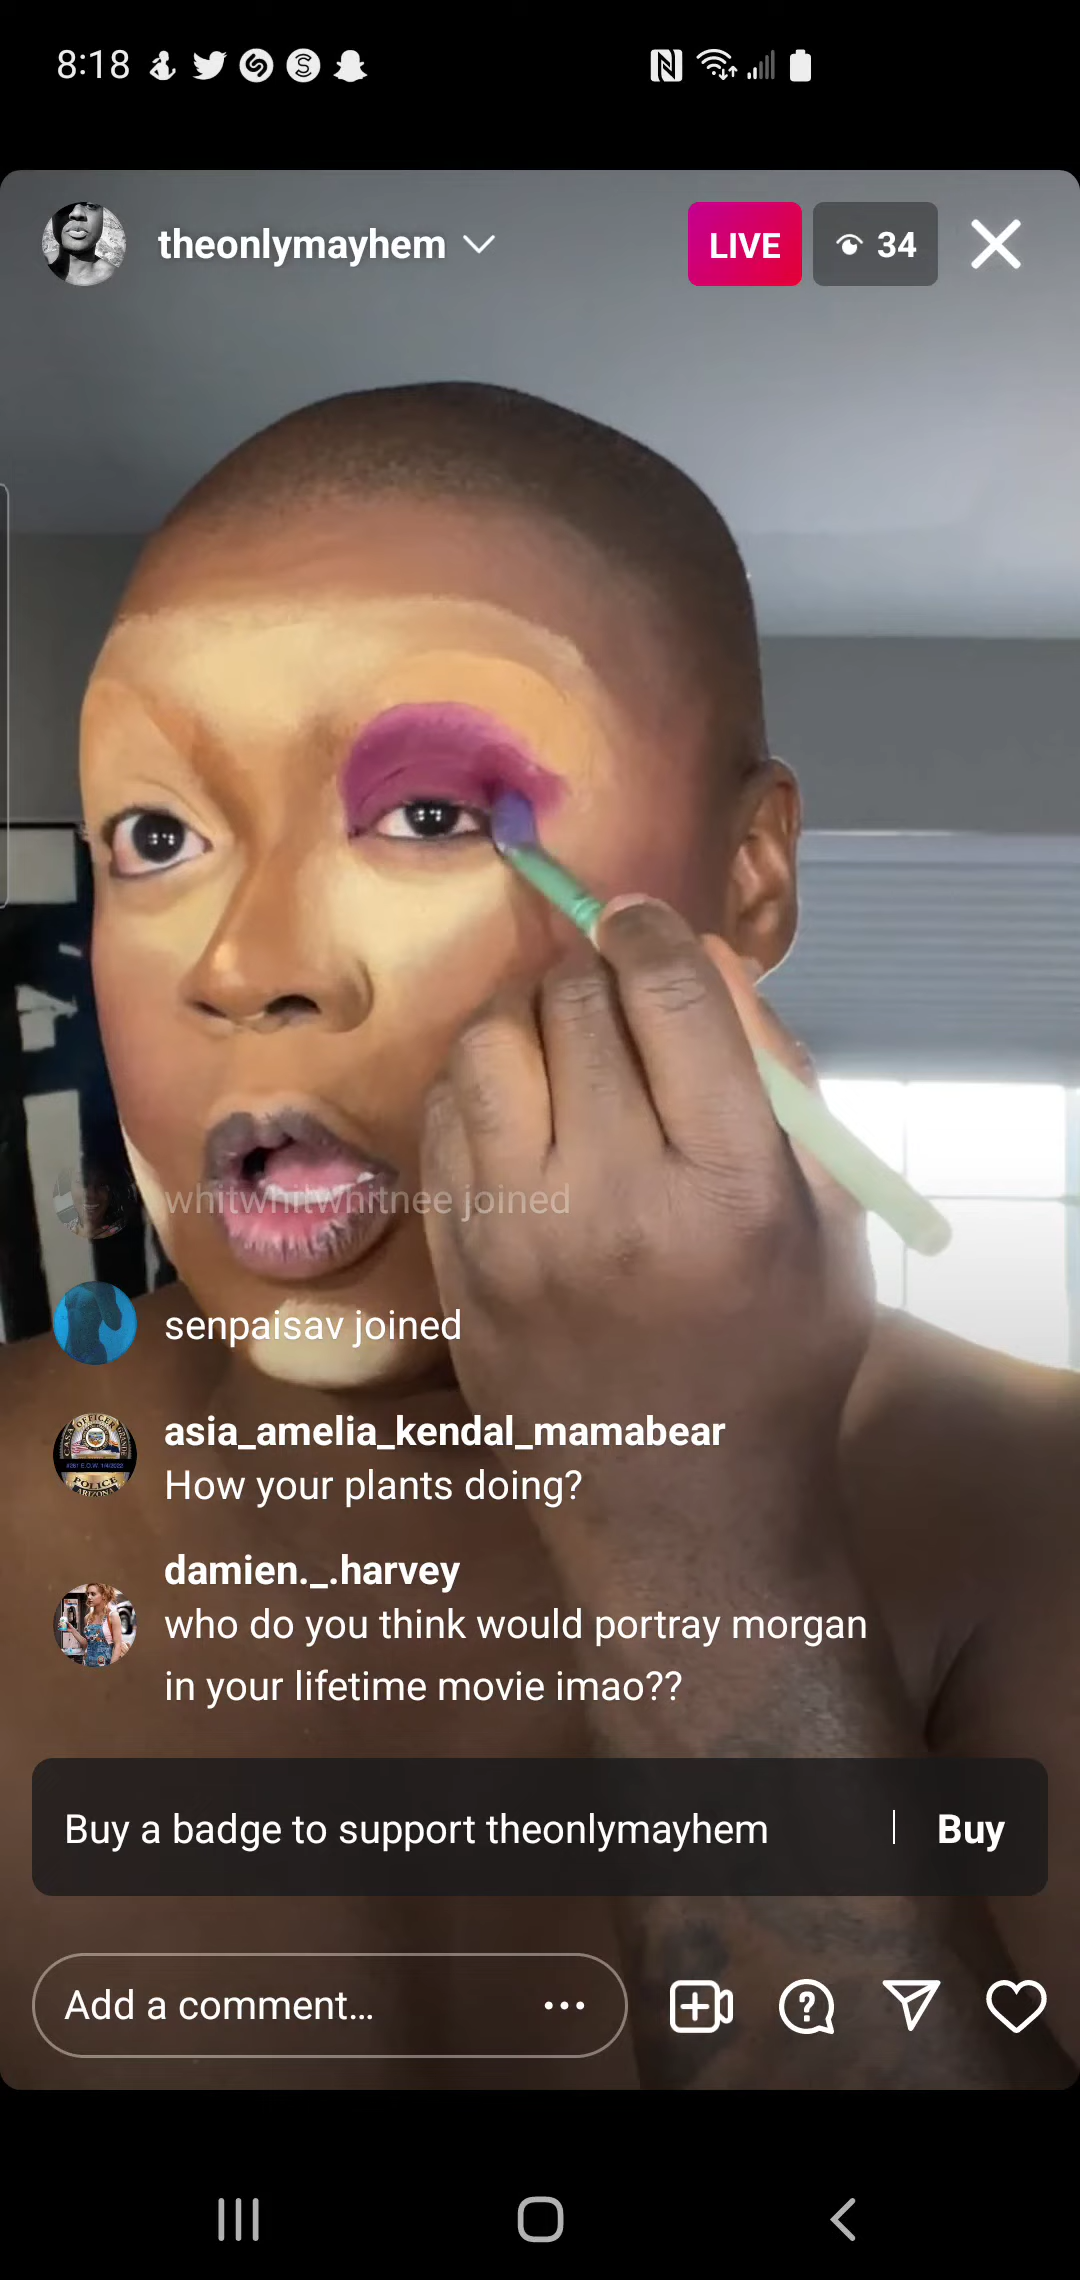 8:18
theonlymayhem
LIVE
34
whitwhitwhitnee joined
senpaisav joined
asia_amelia_kendal_mamabear
How your plants doing?
damien._.harvey
who do you think would portray morgan
in your lifetime movie imao??
Buy a badge to support theonlymayhem
Buy
Add a comment...